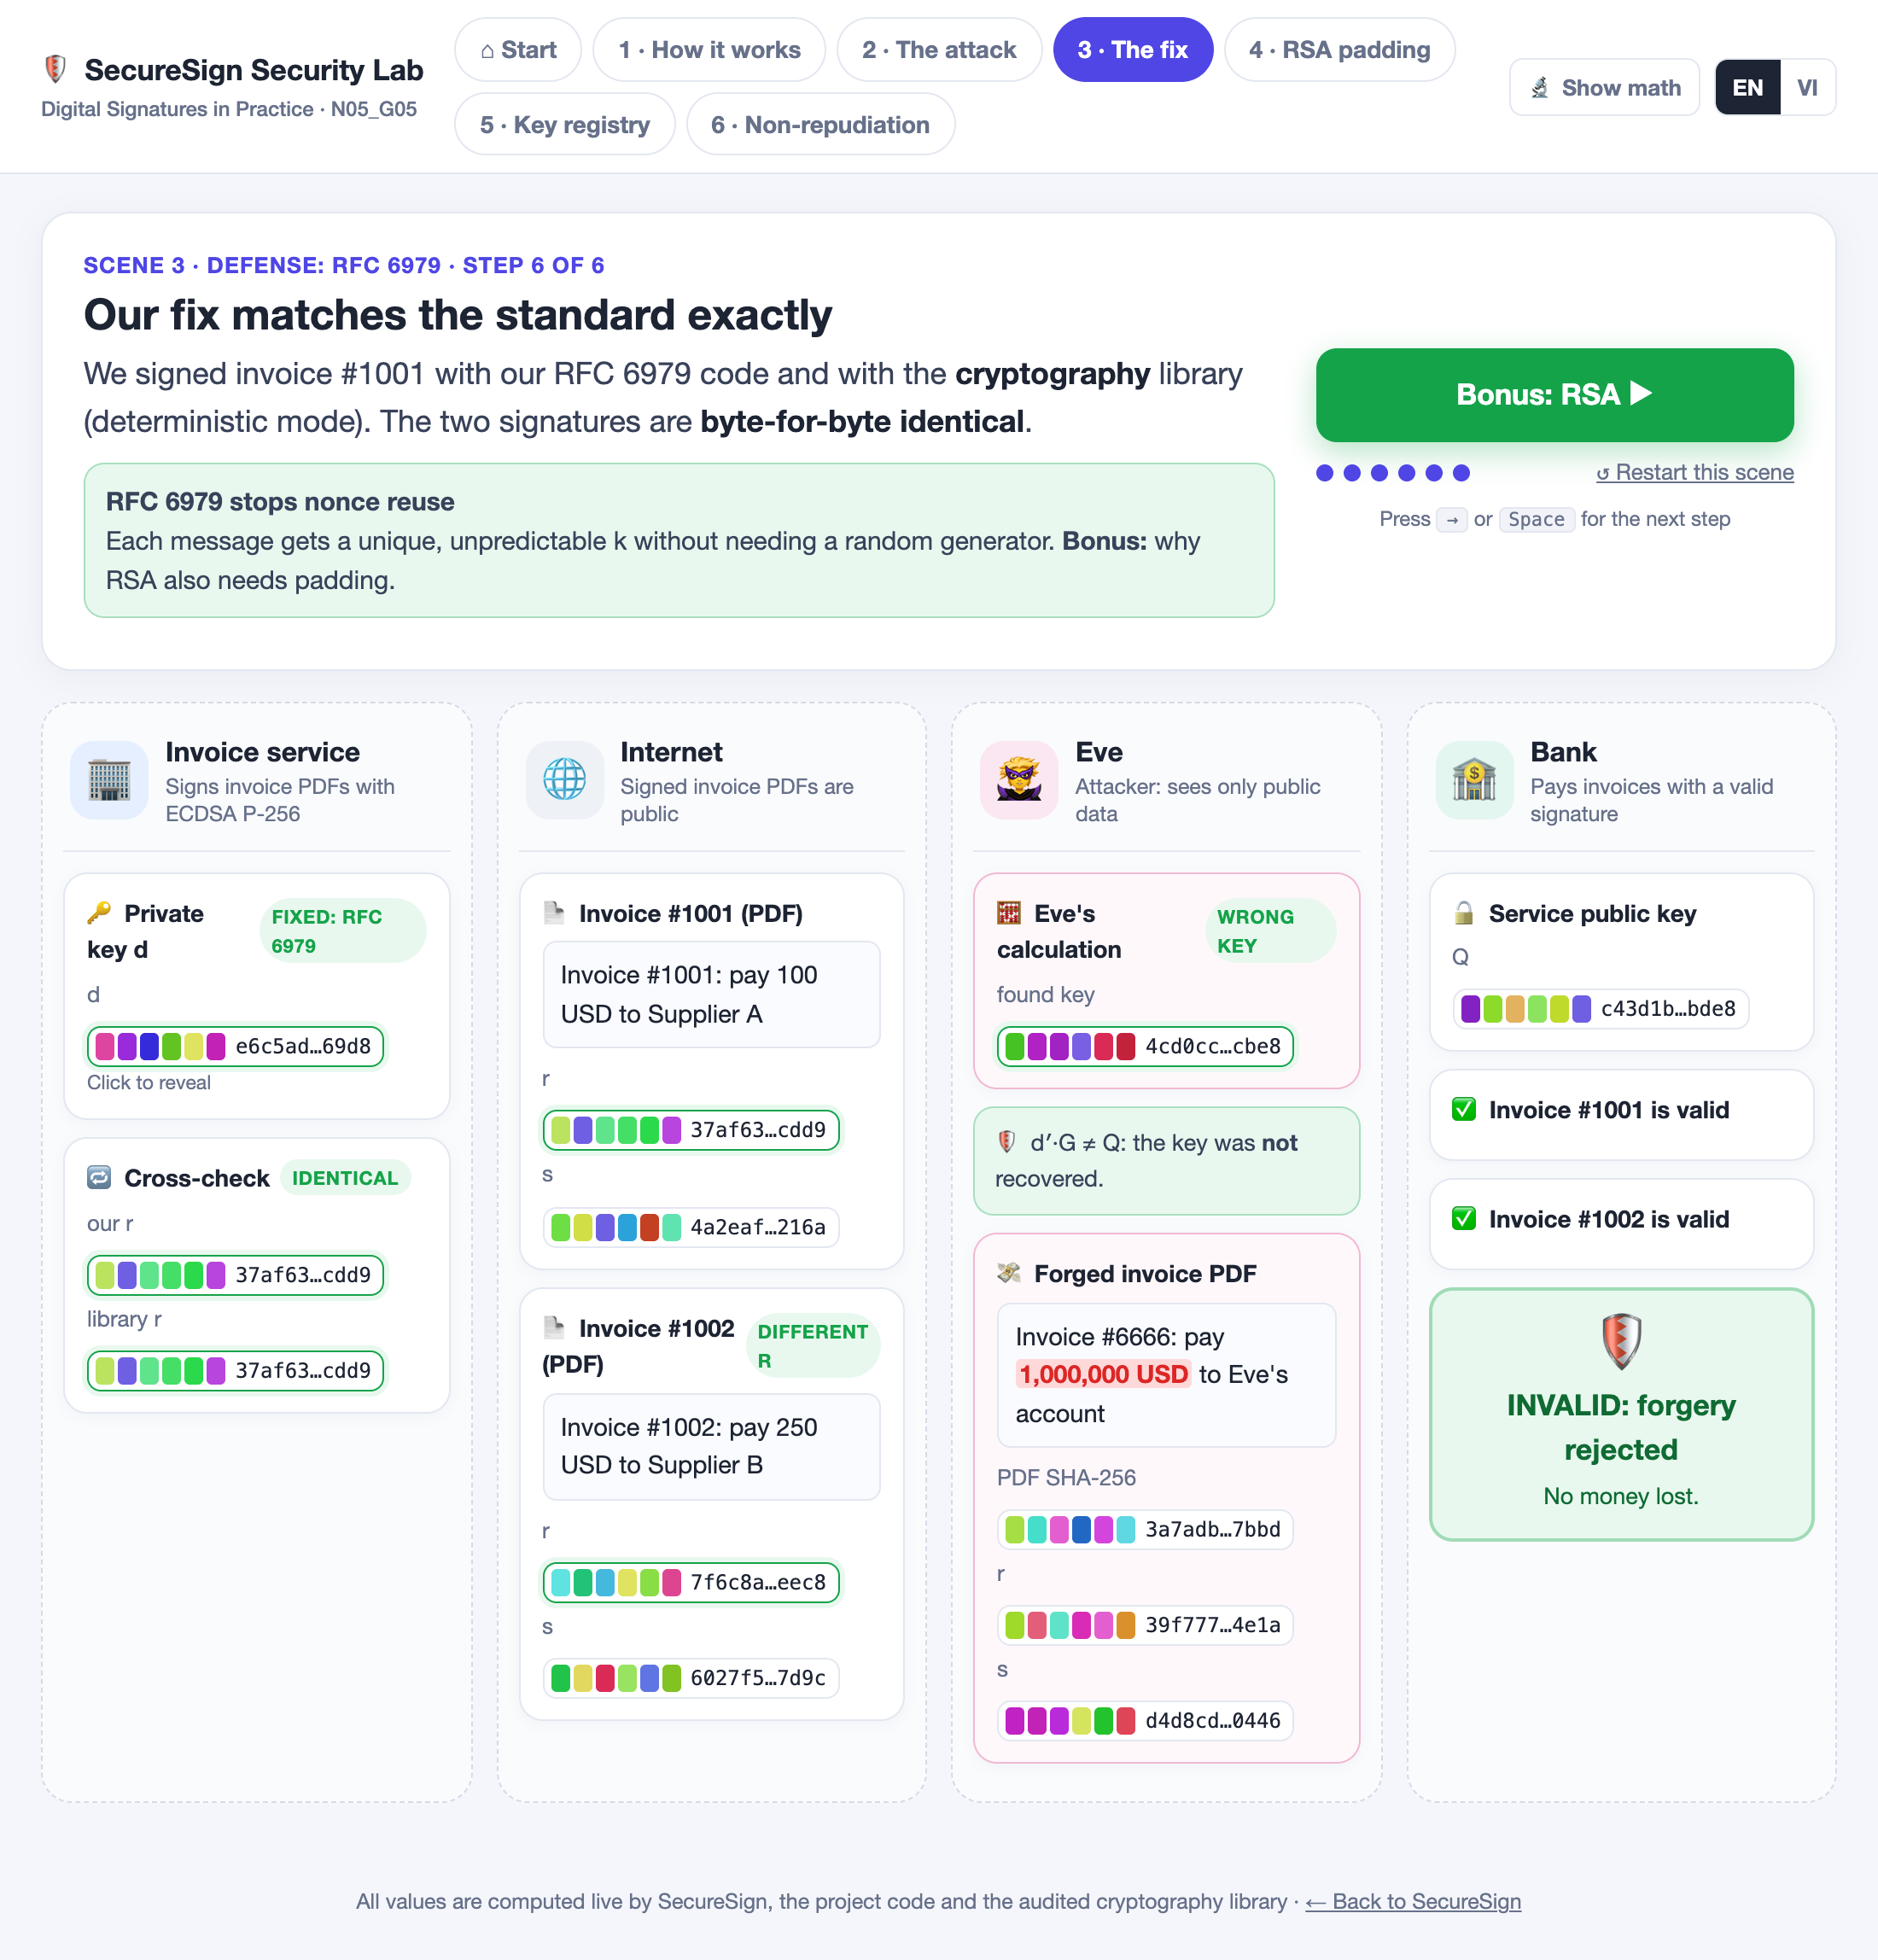 SecureSign Security Lab
Digital Signatures in Practice · N05_G05
⌂ Start
1 · How it works
2 · The attack
3 · The fix
4 · RSA padding
5 · Key registry
6 · Non-repudiation
Show math
EN
VI
SCENE 3 · DEFENSE: RFC 6979 · STEP 6 OF 6
Our fix matches the standard exactly
We signed invoice #1001 with our RFC 6979 code and with the cryptography library
(deterministic mode). The two signatures are byte-for-byte identical.
RFC 6979 stops nonce reuse
Each message gets a unique, unpredictable k without needing a random generator. Bonus: why
RSA also needs padding.
Bonus: RSA ▶
↺ Restart this scene
Press → or Space for the next step
Invoice service
Signs invoice PDFs with
ECDSA P-256
Private
key d
FIXED: RFC
6979
d
e6c5ad…69d8
Click to reveal
Cross-check
IDENTICAL
our r
37af63…cdd9
library r
37af63…cdd9
Internet
Signed invoice PDFs are
public
Invoice #1001 (PDF)
Invoice #1001: pay 100
USD to Supplier A
r
37af63…cdd9
s
4a2eaf…216a
Invoice #1002
(PDF)
DIFFERENT
R
Invoice #1002: pay 250
USD to Supplier B
r
7f6c8a…eec8
s
6027f5…7d9c
Eve
Attacker: sees only public
data
Eve's
calculation
WRONG
KEY
found key
4cd0cc…cbe8
d′·G ≠ Q: the key was not
recovered.
Forged invoice PDF
Invoice #6666: pay
1,000,000 USD to Eve's
account
PDF SHA-256
3a7adb…7bbd
r
39f777…4e1a
s
d4d8cd…0446
Bank
Pays invoices with a valid
signature
Service public key
Q
c43d1b…bde8
Invoice #1001 is valid
Invoice #1002 is valid
INVALID: forgery
rejected
No money lost.
All values are computed live by SecureSign, the project code and the audited cryptography library · ← Back to SecureSign